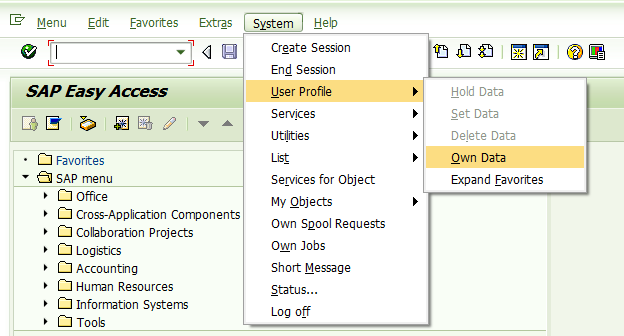 Menu Edit Favorites Extras System Help
SAP Easy Access
Favorites
SAP menu
Office
Cross-Application Components
Collaboration Projects
Logistics
Accounting
Human Resources
Information Systems
Tools
Create Session
End Session
User Profile
Services
Utilities
List
Services for Object
My Objects
Own Spool Requests
Own Jobs
Short Message
Status...
Log off
Hold Data
Set Data
Delete Data
Own Data
Expand Favorites